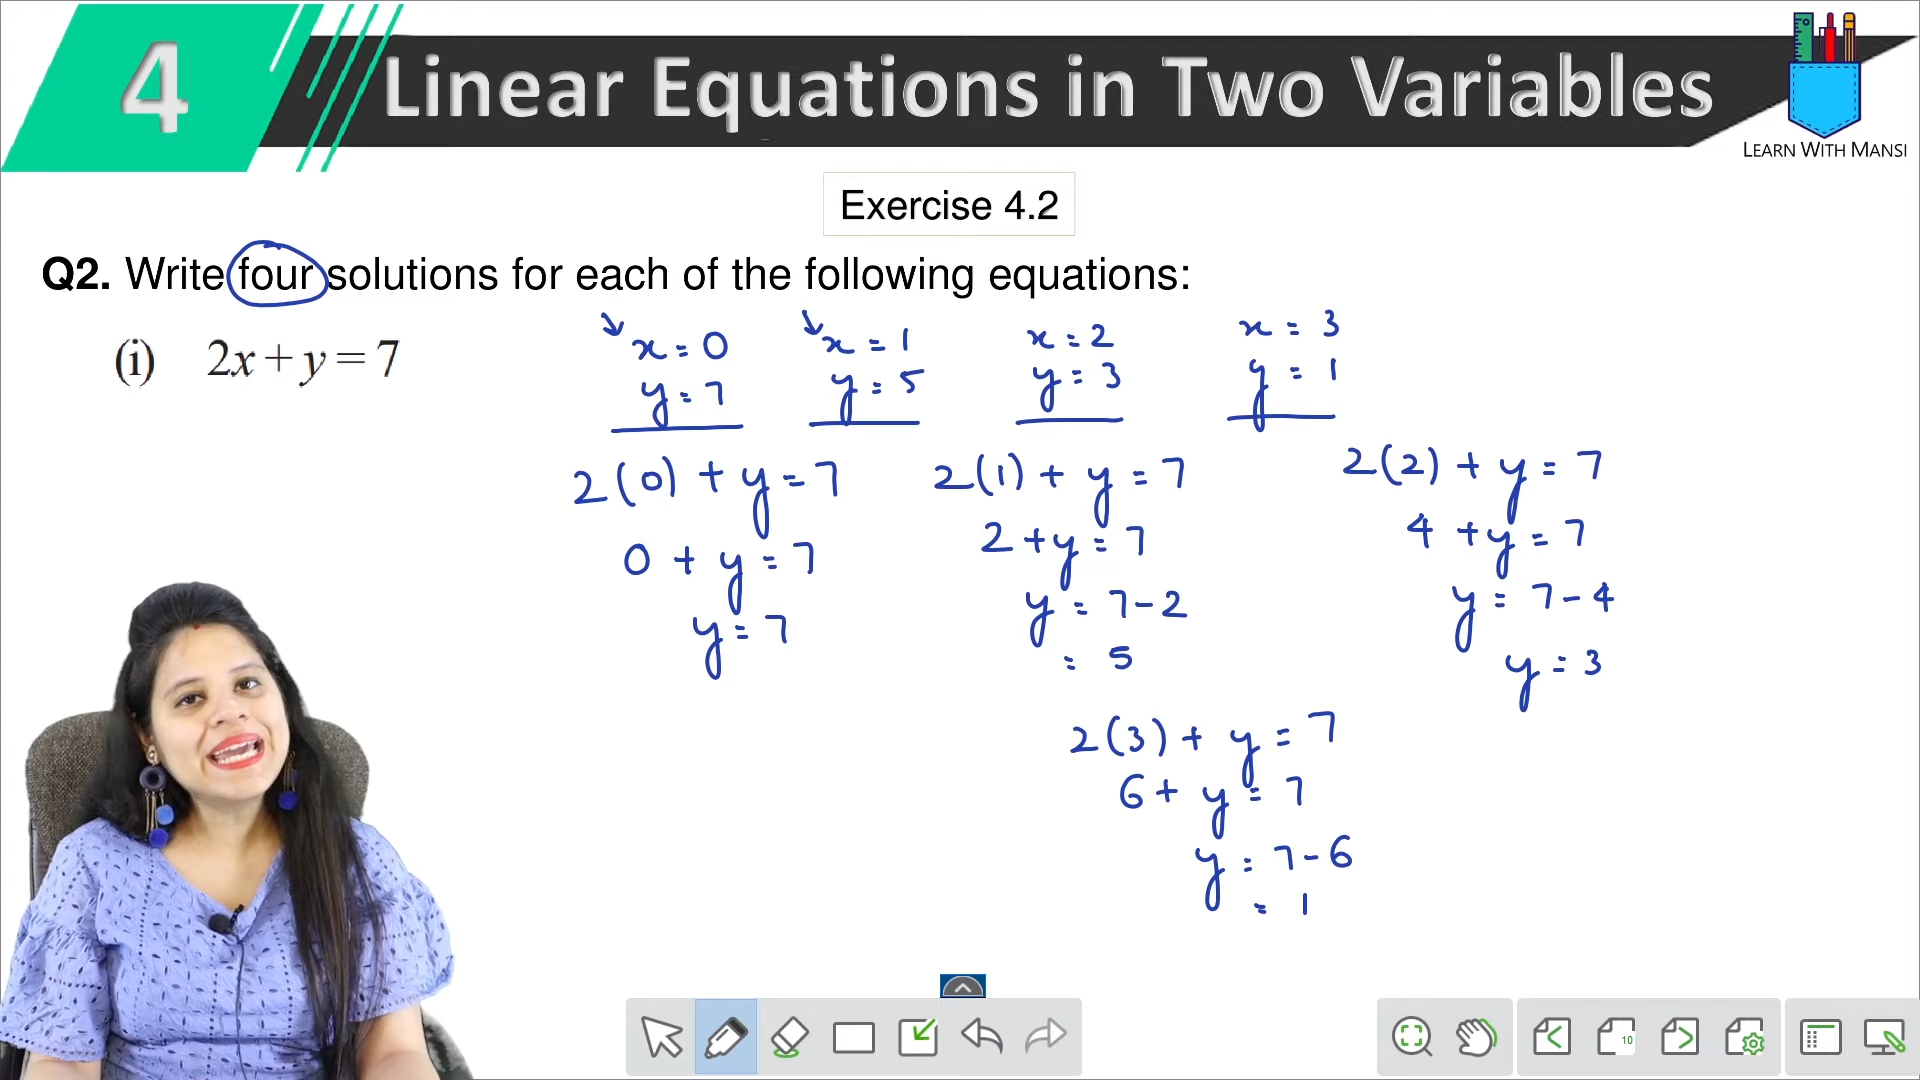 4 Linear Equations in Two Variables
LEARN WITH MANSI
Exercise 4.2
Q2. Write four solutions for each of the following equations:
(i) 2x + y = 7
x = 0
y = 7
x = 1
y = 5
x = 2
y = 3
x = 3
y = 1
2(0) + y = 7
0 + y = 7
y = 7
2(1) + y = 7
2 + y = 7
y = 7 - 2
= 5
2(2) + y = 7
4 + y = 7
y = 7 - 4
y = 3
2(3) + y = 7
6 + y = 7
y = 7 - 6
= 1
10